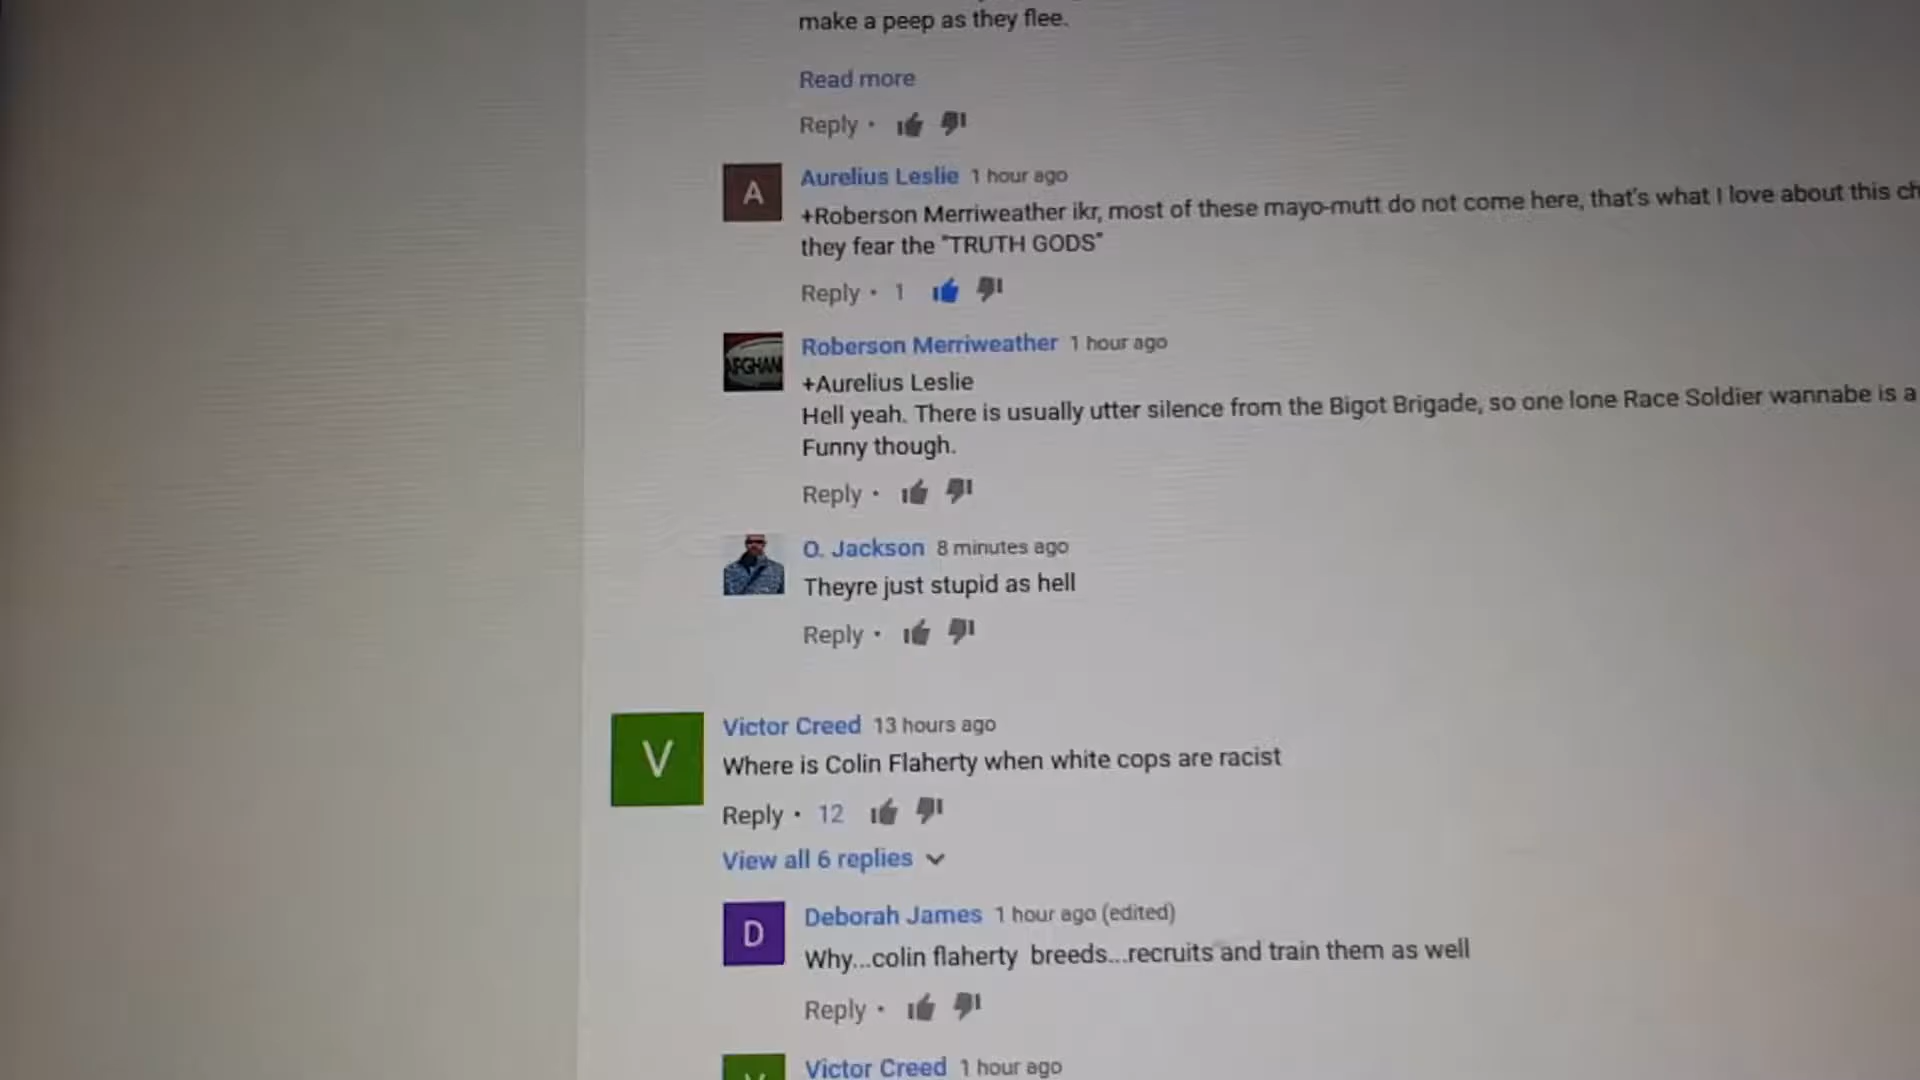 make a peep as they flee.
Read more
Reply •
A
Aurelius Leslie 1 hour ago
+Roberson Merriweather ikr, most of these mayo-mutt do not come here, that's what I love about this
they fear the "TRUTH GODS"
Reply • 1
AFGHAN
Roberson Merriweather 1 hour ago
+Aurelius Leslie
Hell yeah. There is usually utter silence from the Bigot Brigade, so one lone Race Soldier wannabe is a
Funny though.
Reply •
O. Jackson 8 minutes ago
Theyre just stupid as hell
Reply •
V
Victor Creed 13 hours ago
Where is Colin Flaherty when white cops are racist
Reply • 12
View all 6 replies
D
Deborah James 1 hour ago (edited)
Why...colin flaherty breeds...recruits and train them as well
Reply •
V
Victor Creed 1 hour ago